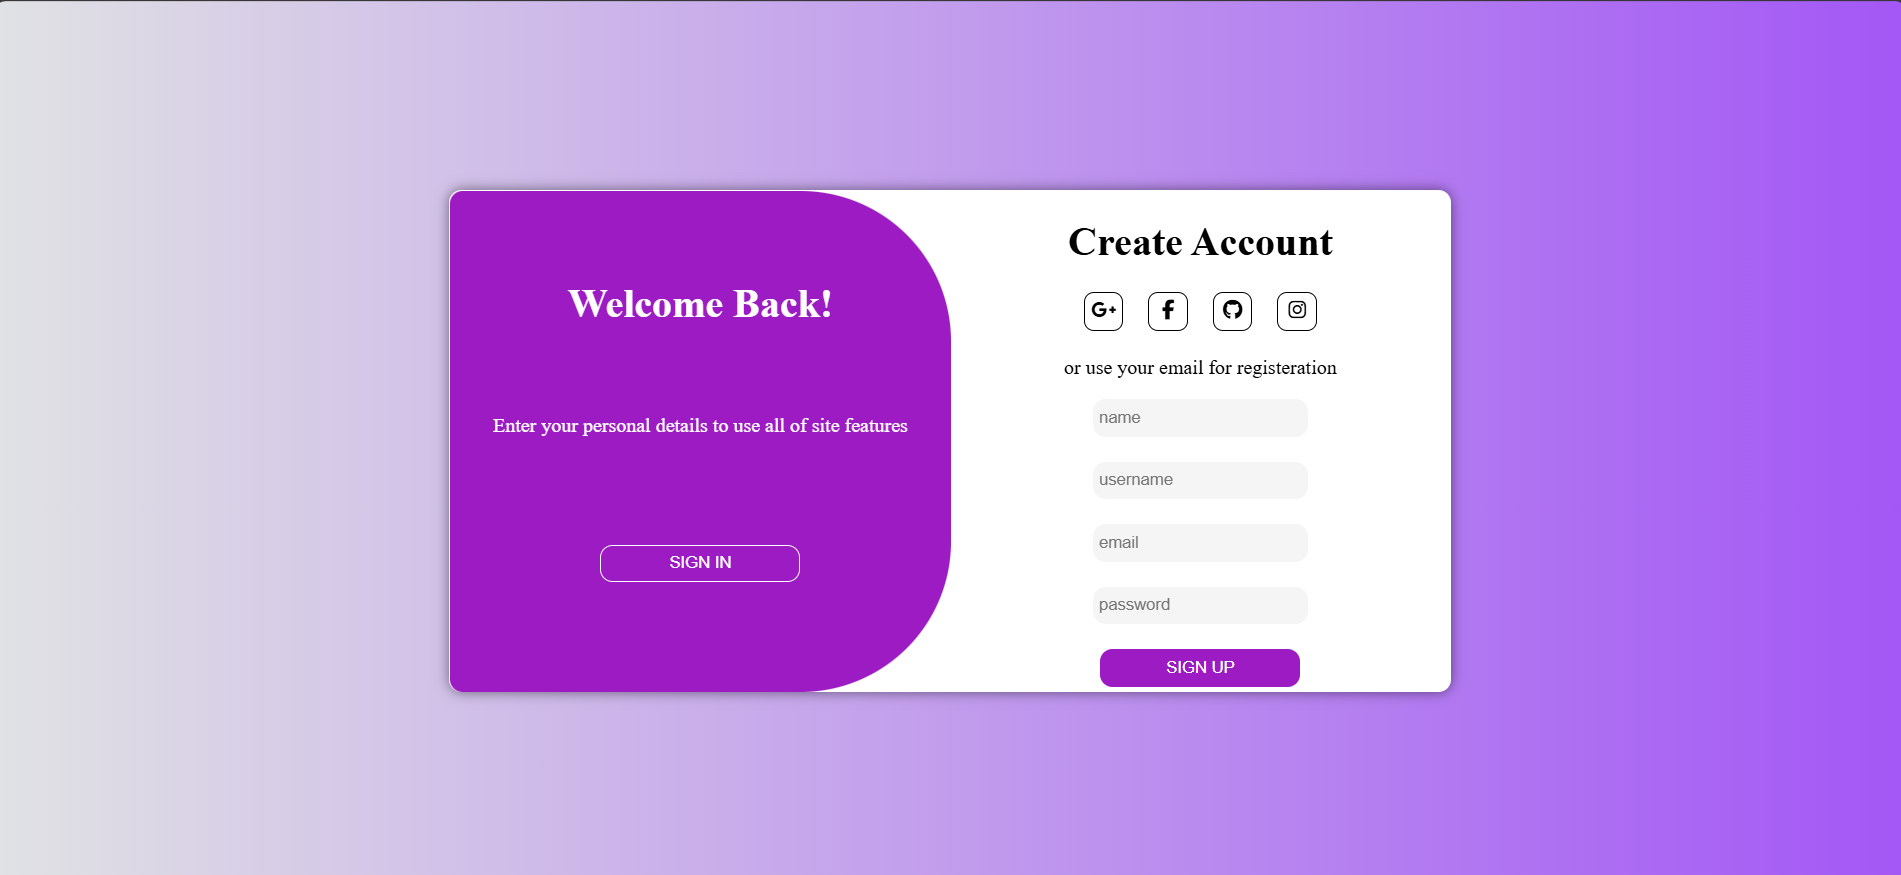 Welcome Back!
Enter your personal details to use all of site features
SIGN IN
Create Account
G+
or use your email for registeration
name
username
email
password
SIGN UP